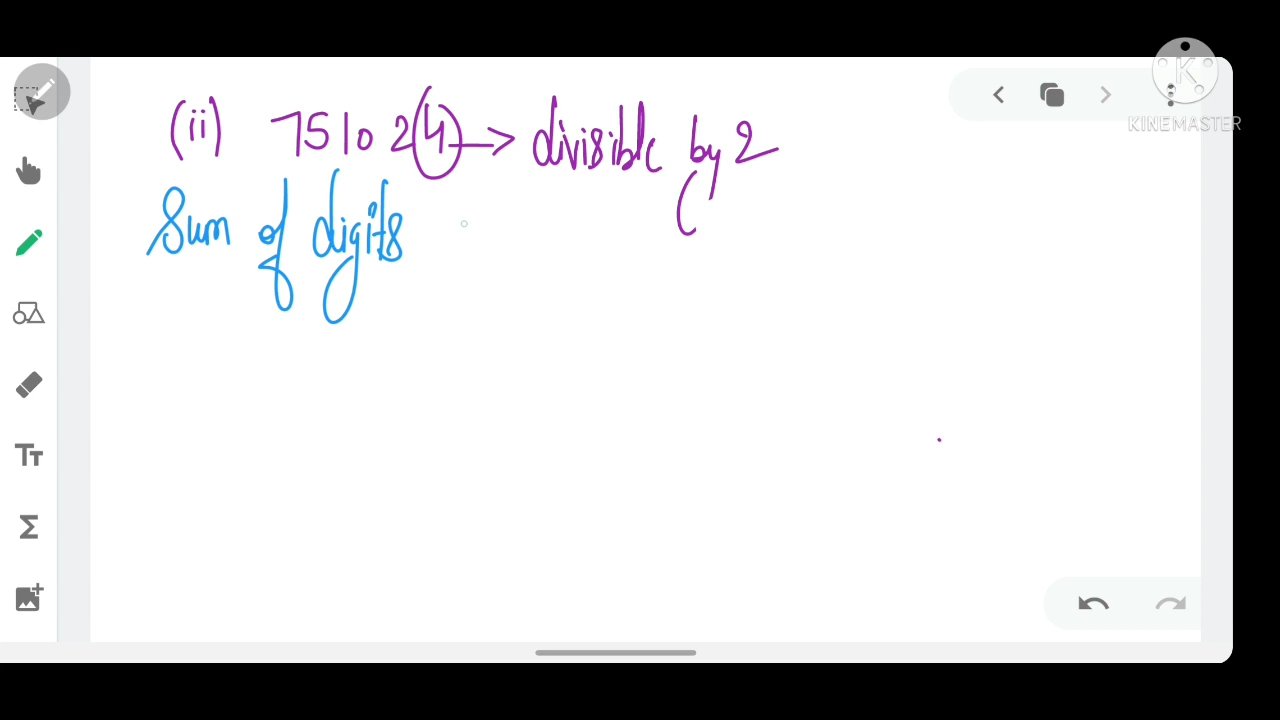 (ii) 751024 → divisible by 2
(
Sum of digits
KINEMASTER